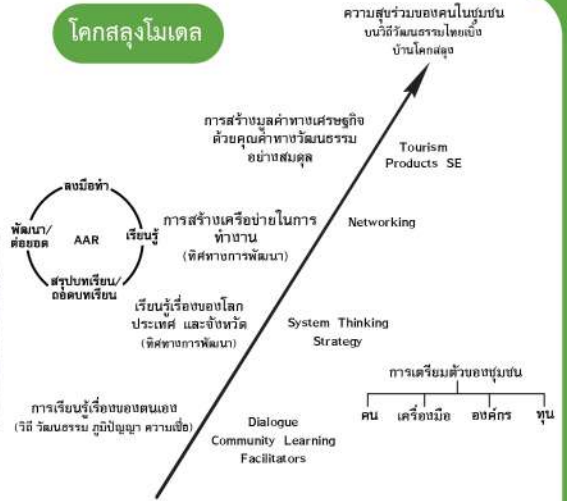 โคกสลุงโมเดล
ความสุขร่วมของคนในชุมชน
บนวิถีวัฒนธรรมไทยเบิ้ง
บ้านโคกสลุง
การสร้างมูลค่าทางเศรษฐกิจ
ด้วยคุณค่าทางวัฒนธรรม
อย่างสมดุล
Tourism
Products SE
ลงมือทำ
พัฒนา/
ต่อยอด
AAR
เรียนรู้
สรุปบทเรียน/
ถอดบทเรียน
การสร้างเครือข่ายในการ
ทำงาน
(ทิศทางการพัฒนา)
Networking
เรียนรู้เรื่องของโลก
ประเทศ และจังหวัด
(ทิศทางการพัฒนา)
System Thinking
Strategy
การเตรียมตัวของชุมชน
คน เครื่องมือ องค์กร ทุน
การเรียนรู้เรื่องของตนเอง
(วิถี วัฒนธรรม ภูมิปัญญา ความเชื่อ)
Dialogue
Community Learning
Facilitators